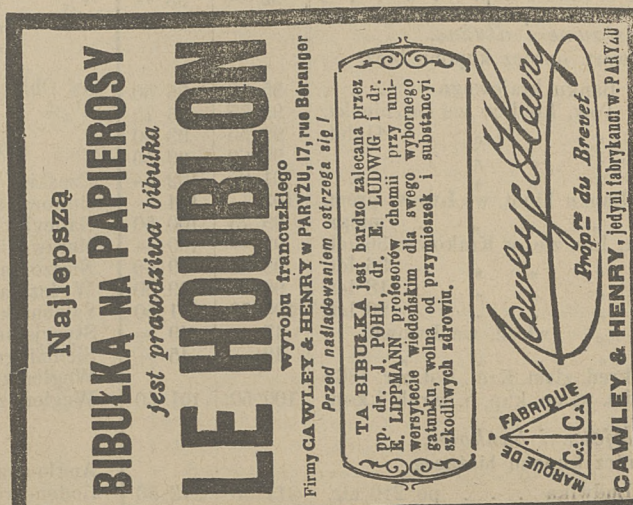 Najlepszą
BIBUŁKĄ NA PAPIEROSY
jest prawdziwa bibułka
LE HOUBLON
wyrobu francuzkiego
Firmy CAWLEY & HENRY w PARYŻU, 17, rue Béranger
Przed naśladowaniem ostrzega się!
TA BIBUŁKA jest bardzo zalecana przez
pp. dr. J. POHL, dr. E. LUDWIG i dr.
E. LIPPMANN profesorów chemii przy uni-
wersytecie wiedeńskim dla swego wybornego
gatunku, wolna od przymieszek i substancyi
szkodliwych zdrowiu.
Cawley & Henry
Propres du Brevet
MARQUE DE FABRIQUE
C.. C.A
CAWLEY & HENRY, jedyni fabrykanci w. PARYŻU